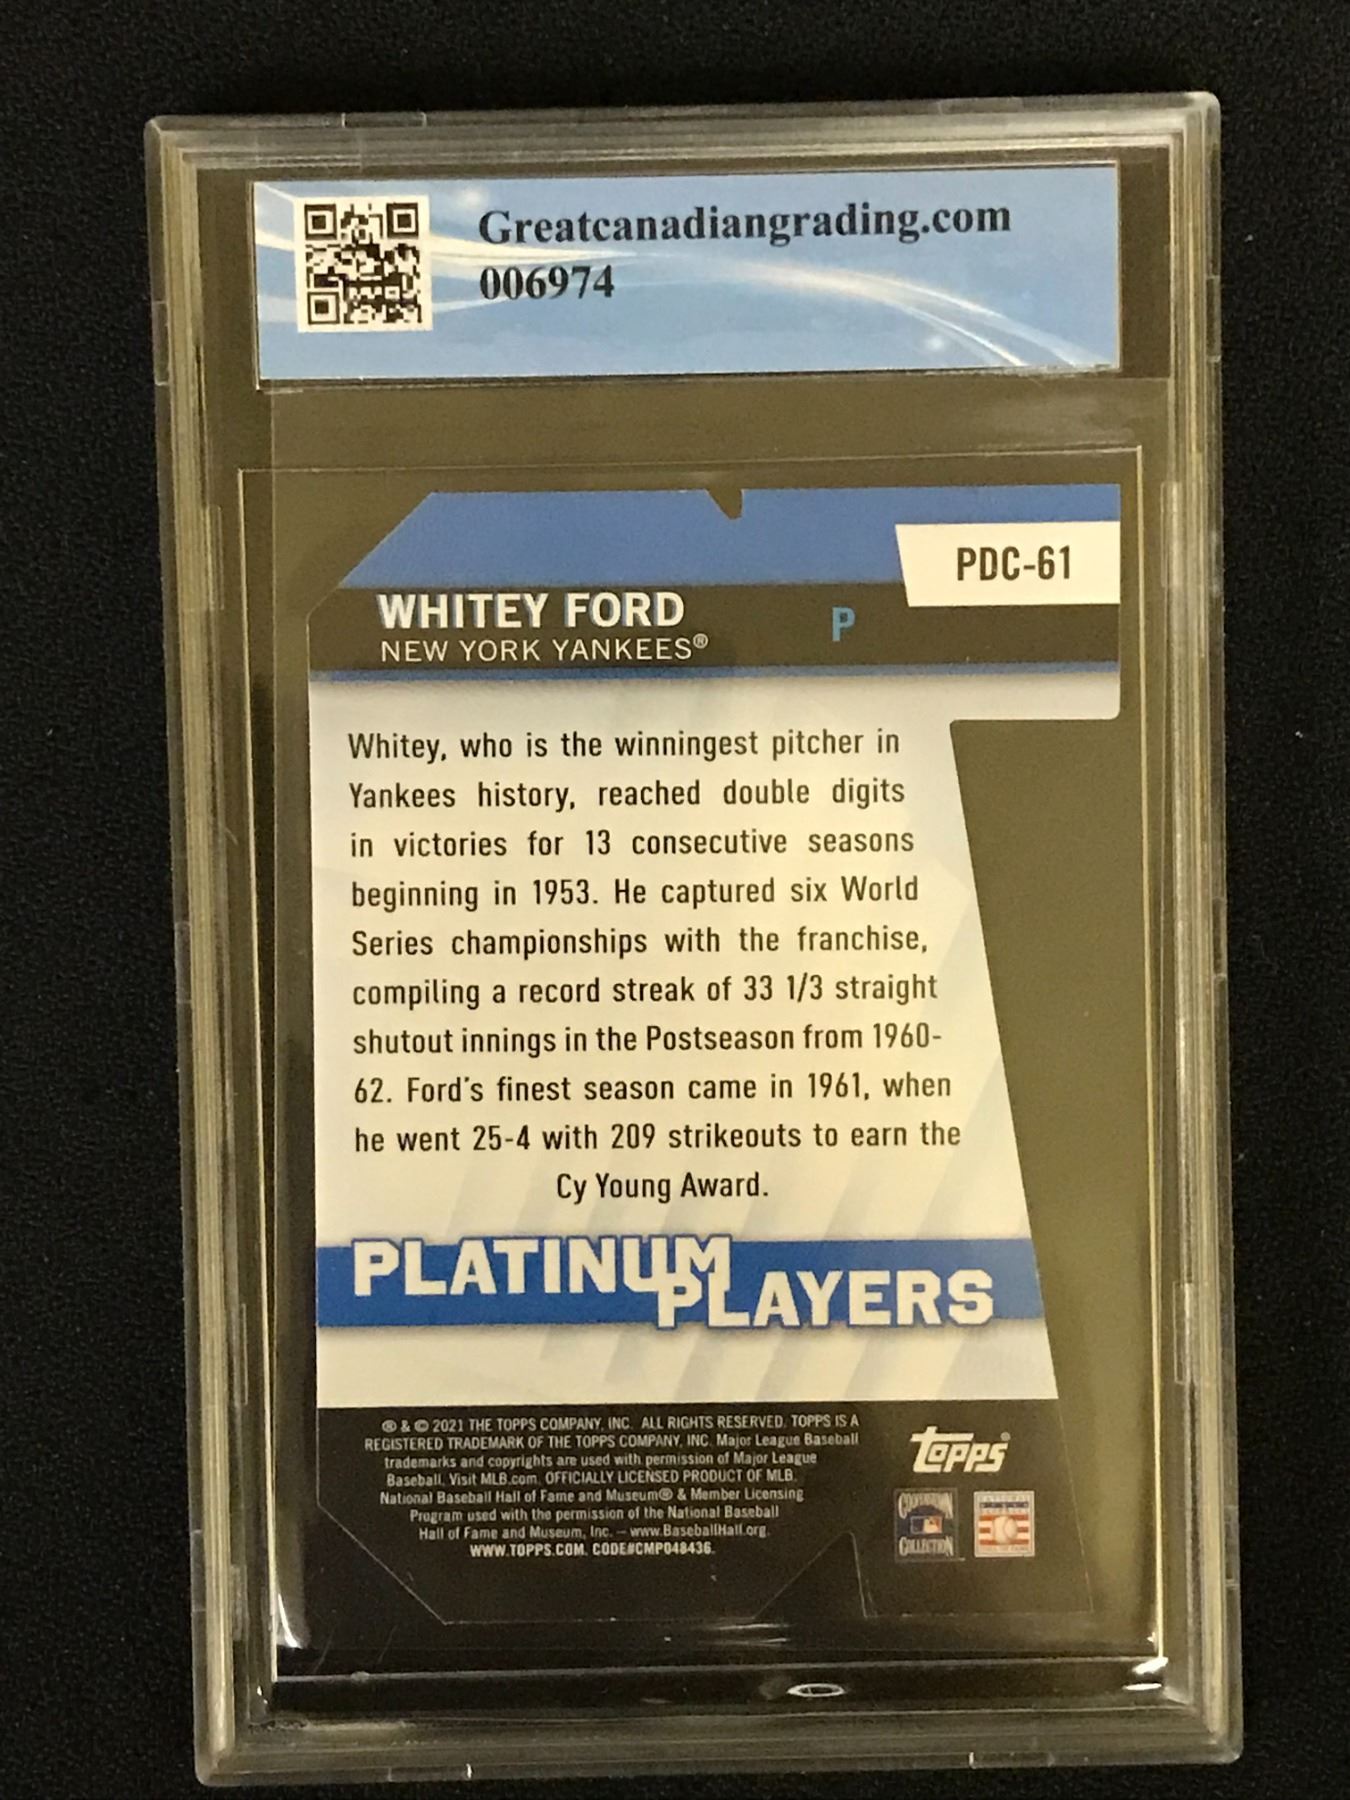 Greatcanadiangrading.com
006974
PDC-61
WHITEY FORD
P
NEW YORK YANKEES®
Whitey, who is the winningest pitcher in
Yankees history, reached double digits
in victories for 13 consecutive seasons
beginning in 1953. He captured six World
Series championships with the franchise,
compiling a record streak of 33 1/3 straight
shutout innings in the Postseason from 1960-
62. Ford's finest season came in 1961, when
he went 25-4 with 209 strikeouts to earn the
Cy Young Award.
PLATINUM
PLAYERS
® & © 2021 THE TOPPS COMPANY, INC. ALL RIGHTS RESERVED. TOPPS IS A
REGISTERED TRADEMARK OF THE TOPPS COMPANY, INC. Major League Baseball
trademarks and copyrights are used with permission of Major League
Baseball. Visit MLB.com. OFFICIALLY LICENSED PRODUCT OF MLB.
National Baseball Hall of Fame and Museum® & Member Licensing
Program used with the permission of the National Baseball
Hall of Fame and Museum, Inc. – www.BaseballHall.org.
WWW.TOPPS.COM. CODE#CMP048436.
Topps®
COOPERSTOWN
COLLECTION